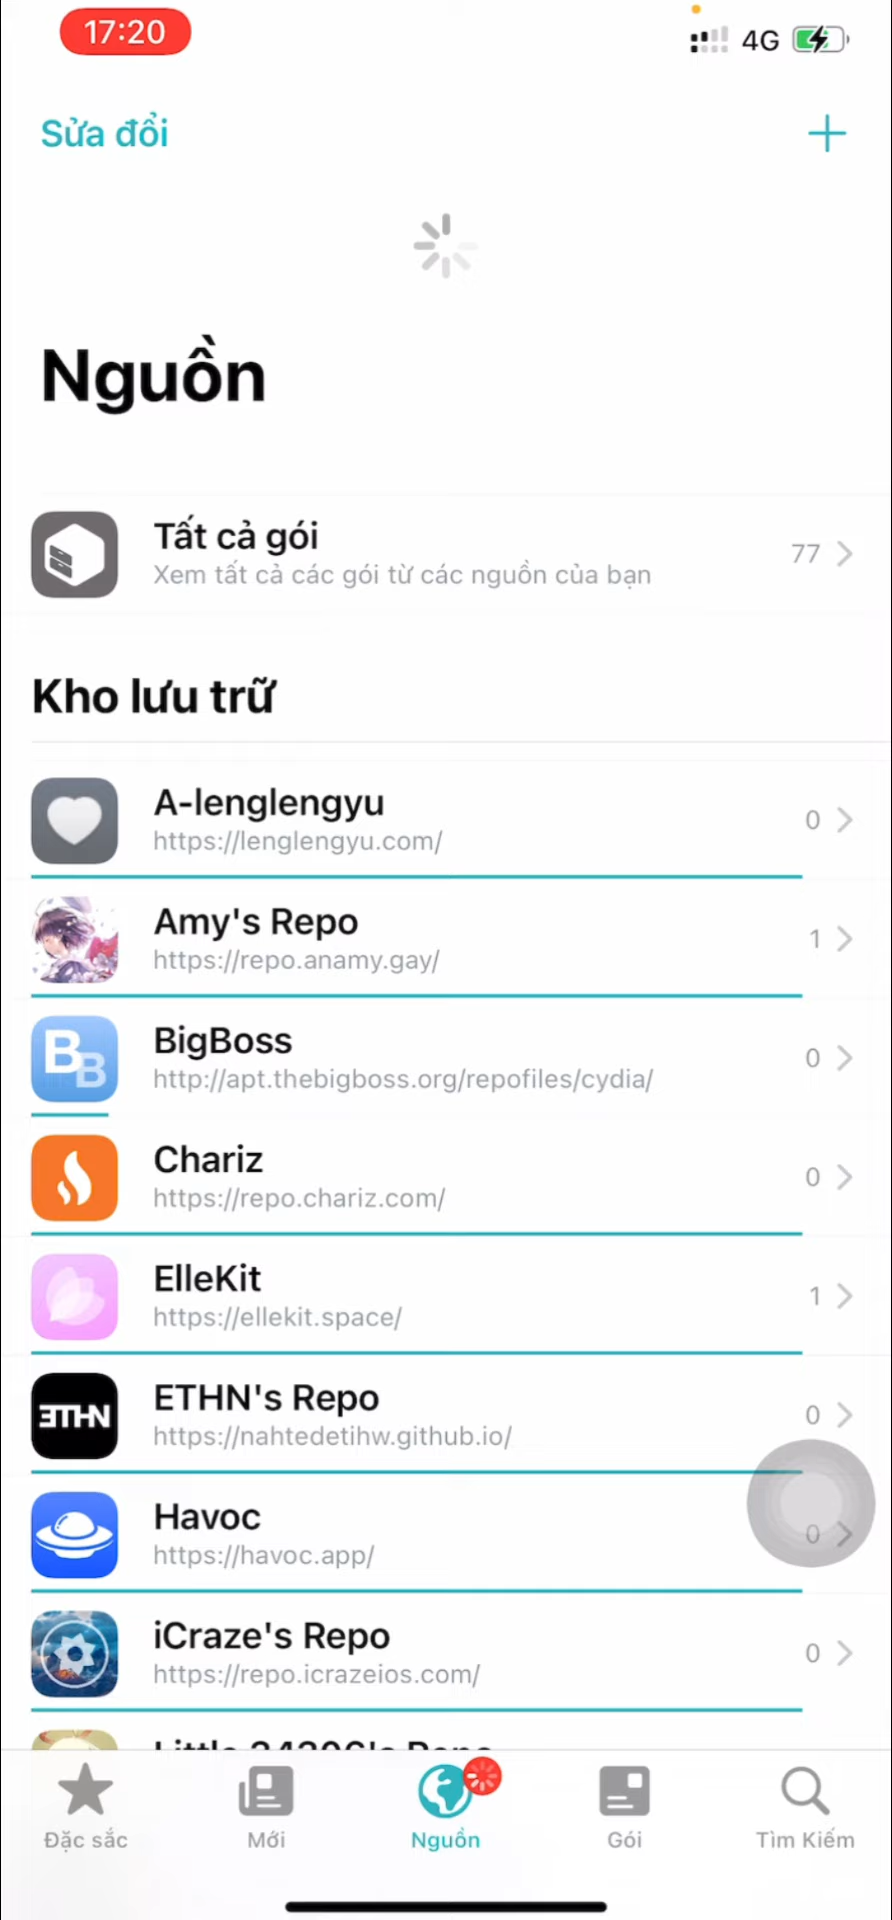 17:20
4G
Sửa đổi
Nguồn
Tất cả gói
Xem tất cả các gói từ các nguồn của bạn
77
Kho lưu trữ
A-lenglengyu
https://lenglengyu.com/
0
Amy's Repo
https://repo.anamy.gay/
1
BB
BigBoss
http://apt.thebigboss.org/repofiles/cydia/
0
Chariz
https://repo.chariz.com/
0
ElleKit
https://ellekit.space/
1
ETHN
ETHN's Repo
https://nahtedetihw.github.io/
0
Havoc
https://havoc.app/
0
iCraze's Repo
https://repo.icrazeios.com/
0
Đặc sắc
Mới
Nguồn
Gói
Tìm Kiếm